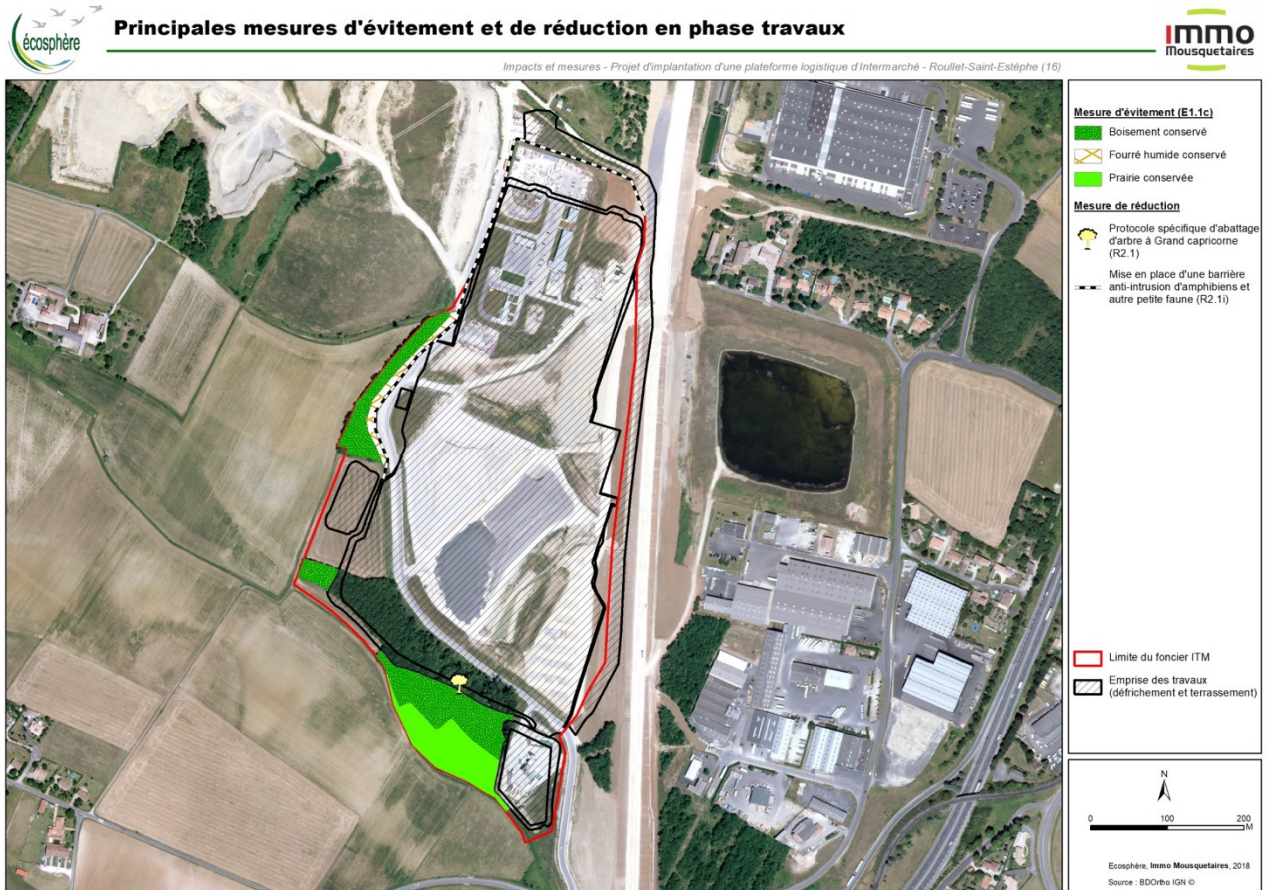 écosphère
Principales mesures d'évitement et de réduction en phase travaux
immo
Mousquetaires
Impacts et mesures - Projet d'implantation d'une plateforme logistique d'Intermarché - Roullet-Saint-Estèphe (16)
Mesure d'évitement (E1.1c)
Boisement conservé
Fourré humide conservé
Prairie conservée
Mesure de réduction
Protocole spécifique d'abattage
d'arbre à Grand capricorne
(R2.1)
Mise en place d'une barrière
anti-intrusion d'amphibiens et
autre petite faune (R2.1i)
Limite du foncier ITM
Emprise des travaux
(défrichement et terrassement)
N
0 100 200
M
Ecosphère, Immo Mousquetaires, 2018
Source : BDOrtho IGN ©